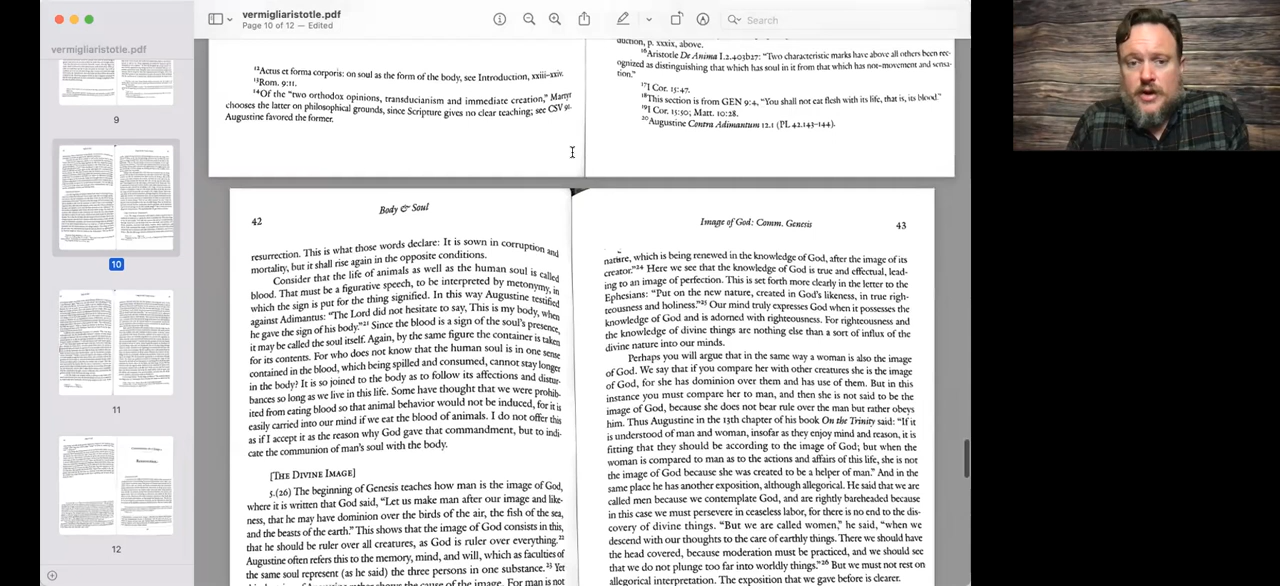 vermigliaristotle.pdf
Page 10 of 12 — Edited
Search
vermigliaristotle.pdf
9
10
11
12
¹²Actus et forma corporis: on soul as the form of the body, see Introduction, xxiii–xxiv.
¹³Rom. 9:11.
¹⁴Of the "two orthodox opinions, transducianism and immediate creation," Martyr
chooses the latter on philosophical grounds, since Scripture gives no clear teaching; see CSV 91.
Augustine favored the former.
duction, p. xxxix, above.
¹⁶Aristotle De Anima 1.2.403b27: "Two characteristic marks have above all others been rec-
ognized as distinguishing that which has soul in it from that which has not–movement and sensa-
tion."
¹⁷I Cor. 15:47.
¹⁸This section is from GEN 9:4, "You shall not eat flesh with its life, that is, its blood."
¹⁹I Cor. 15:50; Matt. 10:28.
²⁰Augustine Contra Adimantum 12.1 (PL 42.143–144).
42
Body & Soul
resurrection. This is what those words declare: It is sown in corruption and
mortality, but it shall rise again in the opposite conditions.
Consider that the life of animals as well as the human soul is called
blood. That must be a figurative speech, to be interpreted by metonymy, in
which the sign is put for the thing signified. In this way Augustine testified
against Adimantus: "The Lord did not hesitate to say, This is my body, when
he gave the sign of his body."²¹ Since the blood is a sign of the soul's presence,
it may be called the soul itself. Again, by the same figure the container is taken
for its contents. For who does not know that the human soul is in one sense
contained in the blood, which being spilled and consumed, cannot stay longer
in the body? It is so joined to the body as to follow its affections and distur-
bances so long as we live in this life. Some have thought that we were prohib-
ited from eating blood so that animal behavior would not be induced, for it is
easily carried into our mind if we eat the blood of animals. I do not offer this
as if I accept it as the reason why God gave that commandment, but to indi-
cate the communion of man's soul with the body.
[THE DIVINE IMAGE]
5.(26) The beginning of Genesis teaches how man is the image of God,
where it is written that God said, "Let us make man after our image and like-
ness, that he may have dominion over the birds of the air, the fish of the sea,
and the beasts of the earth." This shows that the image of God consists in this,
that he should be ruler over all creatures, as God is ruler over everything.²²
Augustine often refers this to the memory, mind, and will, which as faculties of
the same soul represent (as he said) the three persons in one substance.²³ Yet
the cause of the image. For man is not
Image of God: Comm. Genesis
43
nature, which is being renewed in the knowledge of God, after the image of its
creator."²⁴ Here we see that the knowledge of God is true and effectual, lead-
ing to an image of perfection. This is set forth more clearly in the letter to the
Ephesians: "Put on the new nature, created in God's likeness, in true righ-
teousness and holiness."²⁵ Our mind truly expresses God when it possesses the
knowledge of God and is adorned with righteousness. For righteousness and
the knowledge of divine things are nothing else than a sort of influx of the
divine nature into our minds.
Perhaps you will argue that in the same way a woman is also the image
of God. We say that if you compare her with other creatures she is the image
of God, for she has dominion over them and has use of them. But in this
instance you must compare her to man, and then she is not said to be the
image of God, because she does not bear rule over the man but rather obeys
him. Thus Augustine in the 13th chapter of his book On the Trinity said: "If it
is understood of man and woman, insofar as they enjoy mind and reason, it is
fitting that they should be according to the image of God; but when the
woman is compared to man as to the actions and affairs of this life, she is not
the image of God because she was created to be a helper of man." And in the
same place he has another exposition, although allegorical. He said that we are
called men because we contemplate God, and are rightly bareheaded because
in this case we must persevere in ceaseless labor, for there is no end to the dis-
covery of divine things. "But we are called women," he said, "when we
descend with our thoughts to the care of earthly things. There we should have
the head covered, because moderation must be practiced, and we should see
that we do not plunge too far into worldly things."²⁶ But we must not rest on
allegorical interpretation. The exposition that we gave before is clearer.